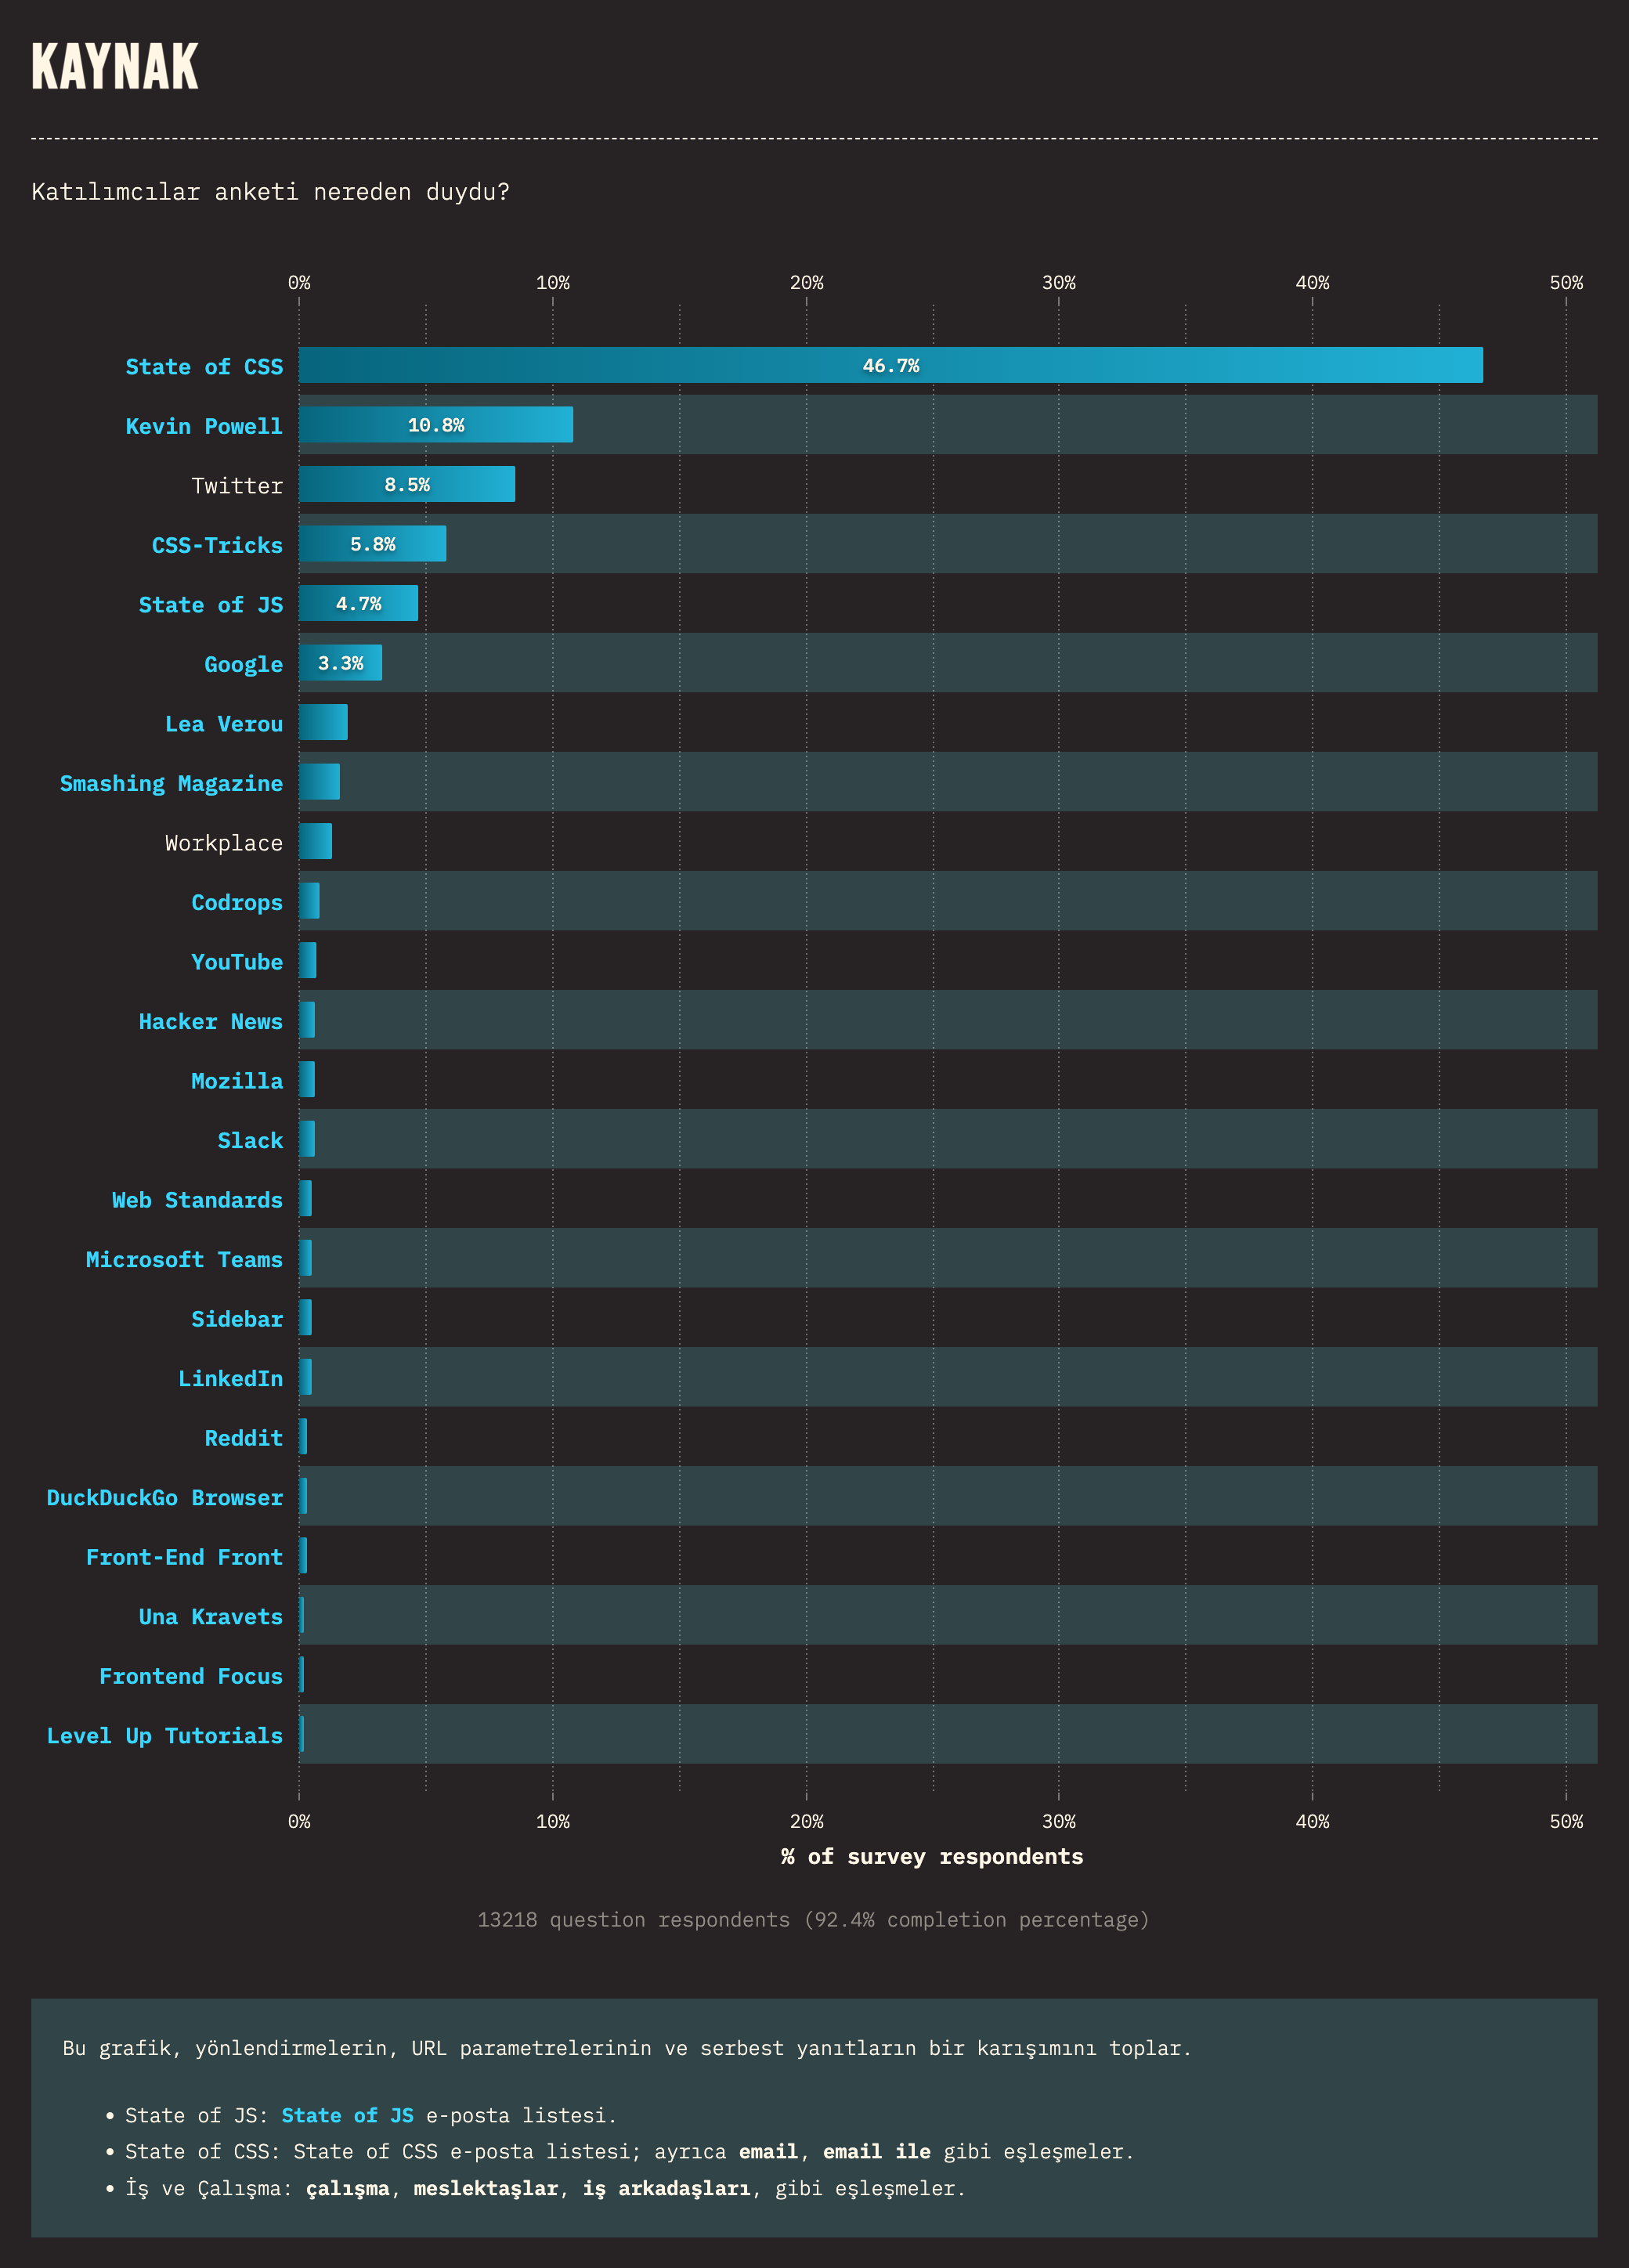 KAYNAK
Katılımcılar anketi nereden duydu?
0% 10% 20% 30% 40% 50%
State of CSS 46.7%
Kevin Powell 10.8%
Twitter 8.5%
CSS-Tricks 5.8%
State of JS 4.7%
Google 3.3%
Lea Verou
Smashing Magazine
Workplace
Codrops
YouTube
Hacker News
Mozilla
Slack
Web Standards
Microsoft Teams
Sidebar
LinkedIn
Reddit
DuckDuckGo Browser
Front-End Front
Una Kravets
Frontend Focus
Level Up Tutorials
0% 10% 20% 30% 40% 50%
% of survey respondents
13218 question respondents (92.4% completion percentage)
Bu grafik, yönlendirmelerin, URL parametrelerinin ve serbest yanıtların bir karışımını toplar.
• State of JS: State of JS e-posta listesi.
• State of CSS: State of CSS e-posta listesi; ayrıca email, email ile gibi eşleşmeler.
• İş ve Çalışma: çalışma, meslektaşlar, iş arkadaşları, gibi eşleşmeler.